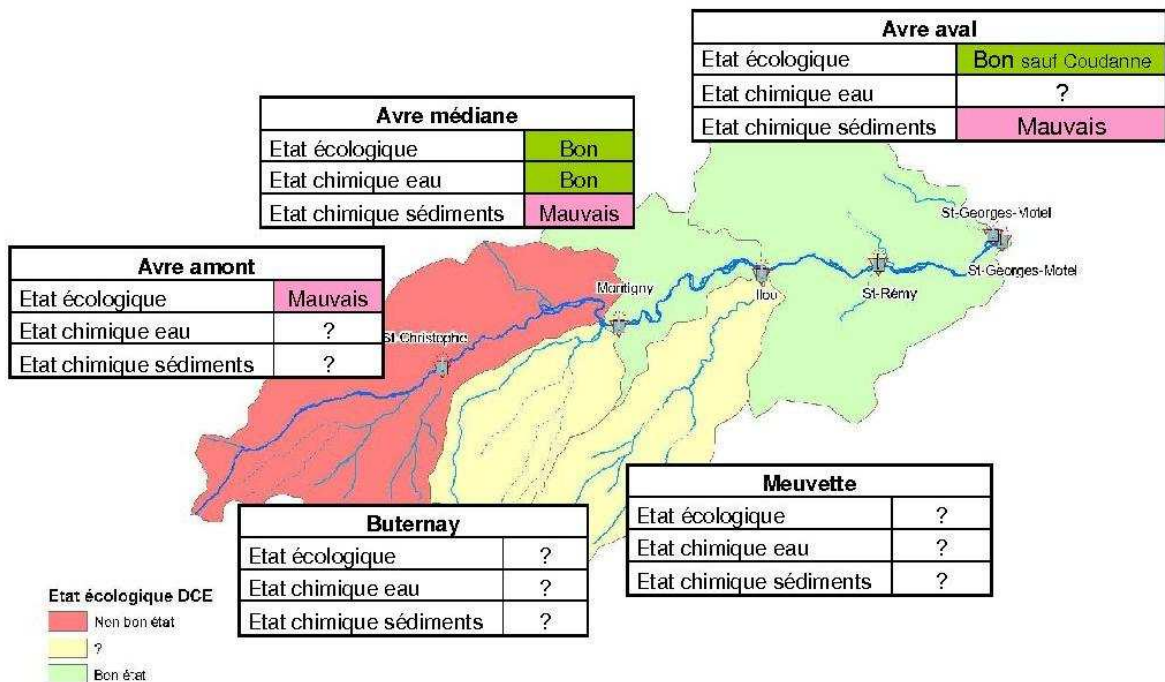 Avre aval
Etat écologique Bon sauf Coudanne
Etat chimique eau ?
Etat chimique sédiments Mauvais
Avre médiane
Etat écologique Bon
Etat chimique eau Bon
Etat chimique sédiments Mauvais
Avre amont
Etat écologique Mauvais
Etat chimique eau ?
Etat chimique sédiments ?
St-Georges-Motel
St-Georges-Motel
St-Rémy
Ilou
Montigny
St-Christophe
Meuvette
Etat écologique ?
Etat chimique eau ?
Etat chimique sédiments ?
Buternay
Etat écologique ?
Etat chimique eau ?
Etat chimique sédiments ?
Etat écologique DCE
Non bon état
?
Bon état